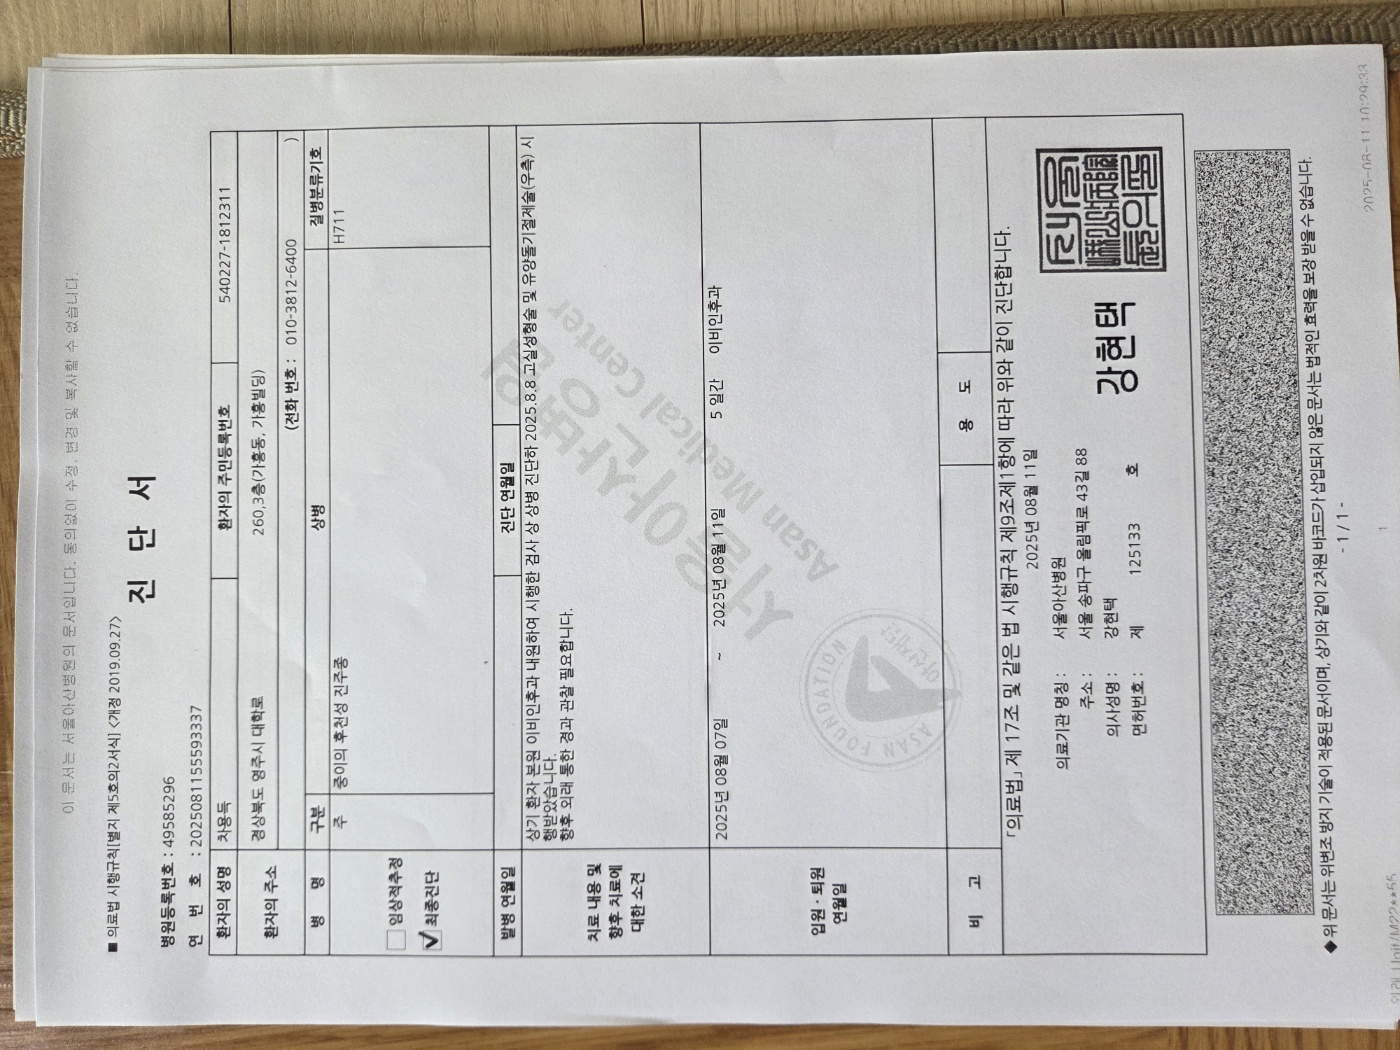 이 문서는 서울아산병원의 문서입니다. 동의없이 수정, 변경 및 복사할 수 없습니다.
■ 의료법 시행규칙[별지 제5호의2서식] <개정 2019.09.27>
진 단 서
병원등록번호 : 49585296
연 번 호 : 2025081155593337
환자의 성명 차용득 환자의 주민등록번호 540227-1812311
환자의 주소 경상북도 영주시 대학로 260,3층(가흥동, 가흥빌딩)
(전화 번호 : 010-3812-6400 )
병 명 구분 상병 질병분류기호
주 중이의 후천성 진주종 H711
임상적추정
최종진단
발병 연월일 진단 연월일
치료 내용 및
향후 치료에
대한 소견
상기 환자 본원 이비인후과 내원하여 시행한 검사 상 상병 진단하 2025.8.8 고실성형술 및 유양돌기절제술(우측) 시
행받았습니다.
향후 외래 통한 경과 관찰 필요합니다.
입원 · 퇴원
연월일
2025년 08월 07일 ~ 2025년 08월 11일 5 일간 이비인후과
비 고 용 도
「의료법」 제 17조 및 같은 법 시행규칙 제9조제1항에 따라 위와 같이 진단합니다.
2025년 08월 11일
의료기관 명칭 : 서울아산병원
주소 : 서울 송파구 올림픽로 43길 88
의사성명 : 강현택
면허번호 : 제 125133 호
강현택
서울아산병원
Asan Medical Center
ASAN FOUNDATION
아산재단
◆ 위 문서는 위변조 방지 기술이 적용된 문서이며, 상기와 같이 2차원 바코드가 삽입되지 않은 문서는 법적인 효력을 보장 받을 수 없습니다.
- 1 / 1 -
1
2025-08-11 10:29:33